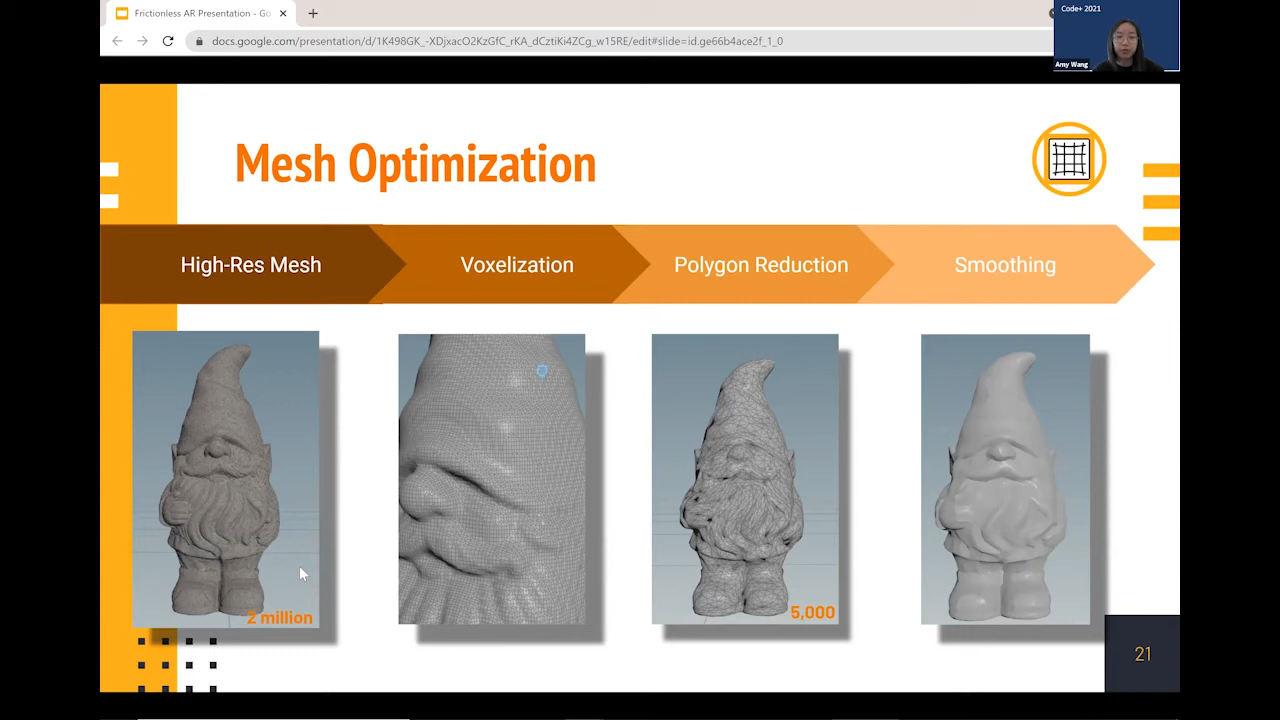 Frictionless AR Presentation - Go
docs.google.com/presentation/d/1K498GK_-XDjxacO2KzGfC_rKA_dCztiKi4ZCg_w15RE/edit#slide=id.ge66b4ace2f_1_0
Code+ 2021
Amy Wang
Mesh Optimization
High-Res Mesh
Voxelization
Polygon Reduction
Smoothing
2 million
5,000
21